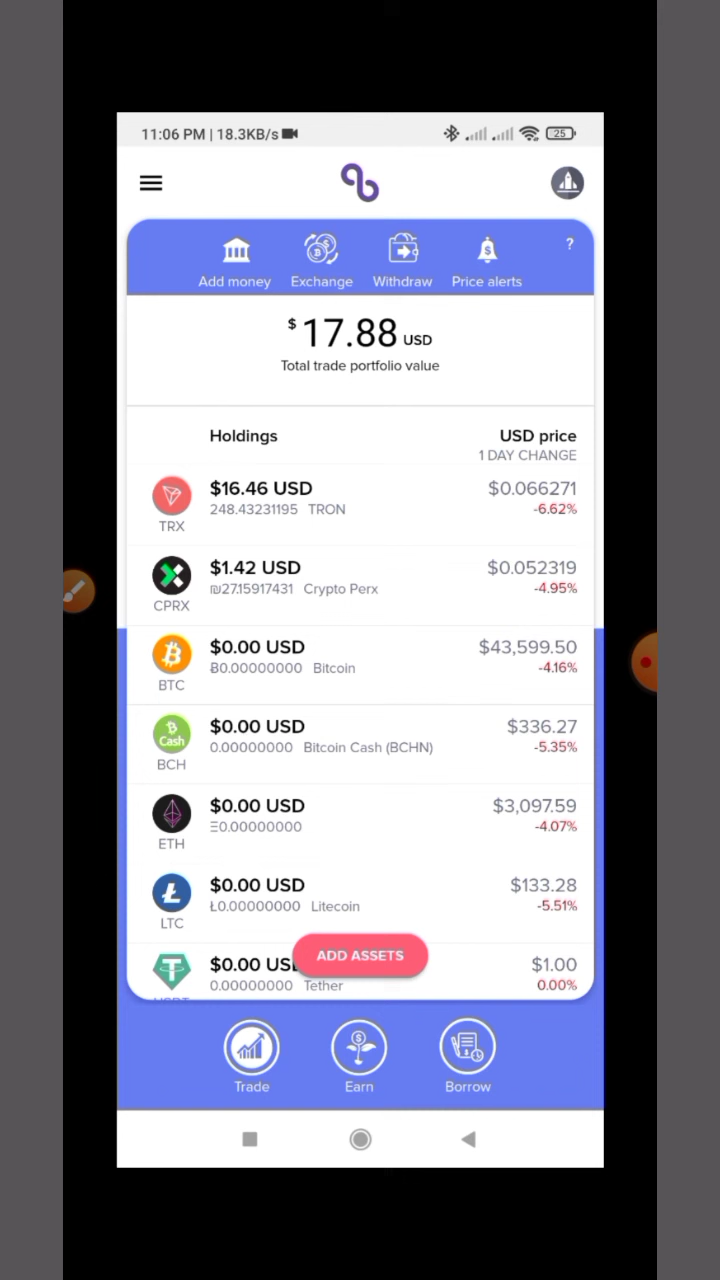 11:06 PM | 18.3KB/s 25
Add money Exchange Withdraw Price alerts ?
$ 17.88 USD
Total trade portfolio value
Holdings USD price
1 DAY CHANGE
$16.46 USD $0.066271
248.43231195 TRON -6.62%
TRX
$1.42 USD $0.052319
₪27.15917431 Crypto Perx -4.95%
CPRX
$0.00 USD $43,599.50
Ƀ0.00000000 Bitcoin -4.16%
BTC
$0.00 USD $336.27
Cash 0.00000000 Bitcoin Cash (BCHN) -5.35%
BCH
$0.00 USD $3,097.59
Ξ0.00000000 -4.07%
ETH
$0.00 USD $133.28
Ł0.00000000 Litecoin -5.51%
LTC
$0.00 ADD ASSETS $1.00
0.00000000 Tether 0.00%
Trade Earn Borrow